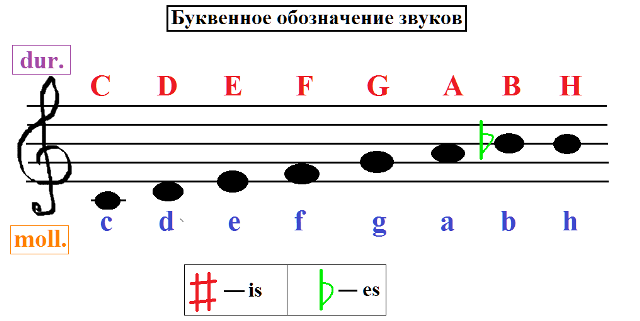 Буквенное обозначение звуков
dur.
C D E F G A B H
c d e f g a b h
moll.
♯ — is ♭ — es